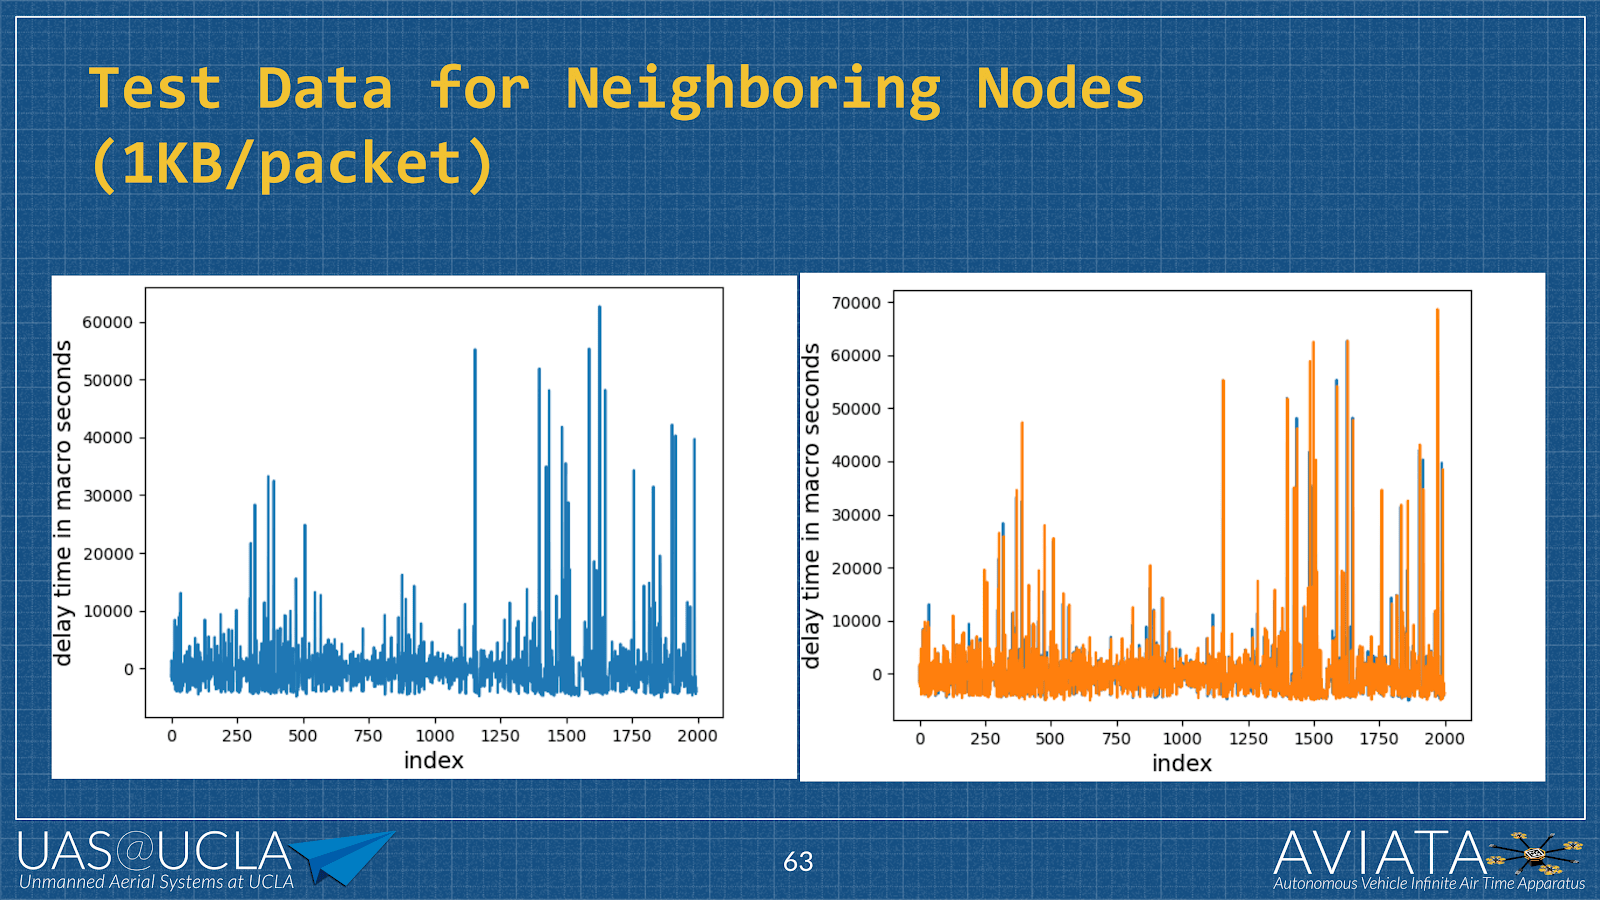 Test Data for Neighboring Nodes
(1KB/packet)
60000
50000
40000
30000
20000
10000
0
delay time in macro seconds
0 250 500 750 1000 1250 1500 1750 2000
index
70000
60000
50000
40000
30000
20000
10000
0
delay time in macro seconds
0 250 500 750 1000 1250 1500 1750 2000
index
UAS@UCLA
Unmanned Aerial Systems at UCLA
63
AVIATA
Autonomous Vehicle Infinite Air Time Apparatus